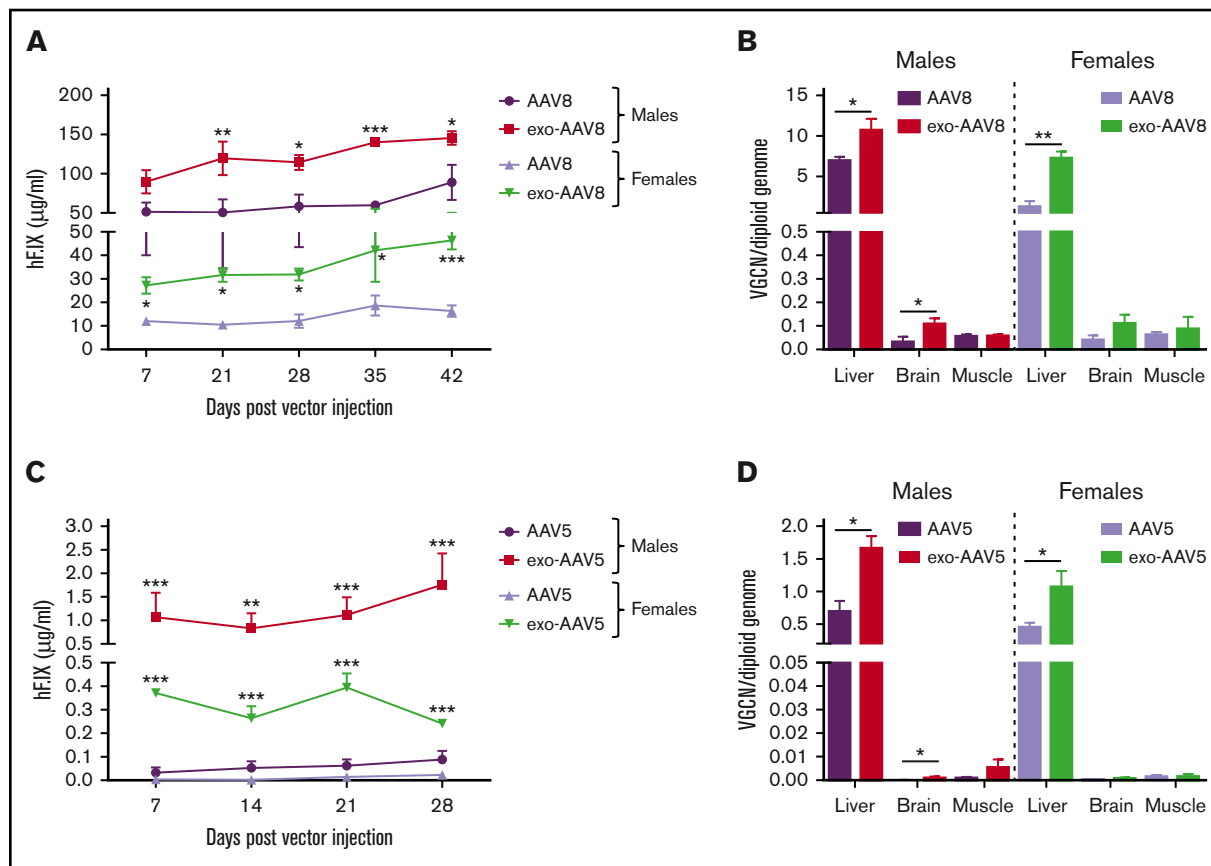 A
hF.IX (µg/ml)
200
150
100
50
50
40
30
20
10
0
** * *** *
* * * * ***
7 21 28 35 42
Days post vector injection
AAV8
exo-AAV8
Males
AAV8
exo-AAV8
Females
B
Males Females
VGCN/diploid genome
15
10
5
0.5
0.4
0.3
0.2
0.1
0.0
AAV8
exo-AAV8
AAV8
exo-AAV8
* * **
Liver Brain Muscle Liver Brain Muscle
C
hF.IX (µg/ml)
3.0
2.5
2.0
1.5
1.0
0.5
0.4
0.3
0.2
0.1
0.0
*** ** *** ***
*** *** *** ***
7 14 21 28
Days post vector injection
AAV5
exo-AAV5
Males
AAV5
exo-AAV5
Females
D
Males Females
VGCN/diploid genome
2.0
1.5
1.0
0.5
0.05
0.04
0.03
0.02
0.01
0.00
AAV5
exo-AAV5
AAV5
exo-AAV5
* * *
Liver Brain Muscle Liver Brain Muscle